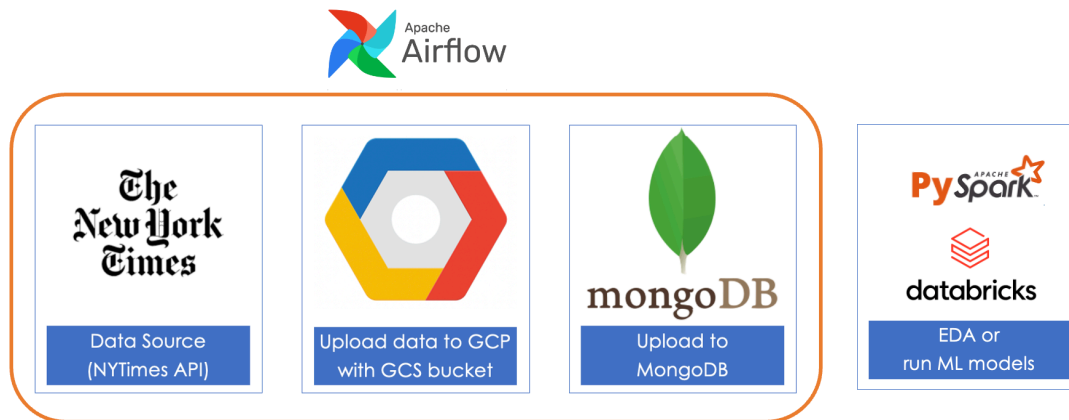 Apache
Airflow
The
New York
Times
Data Source
(NYTimes API)
Upload data to GCP
with GCS bucket
mongoDB
Upload to
MongoDB
APACHE
PySpark
databricks
EDA or
run ML models